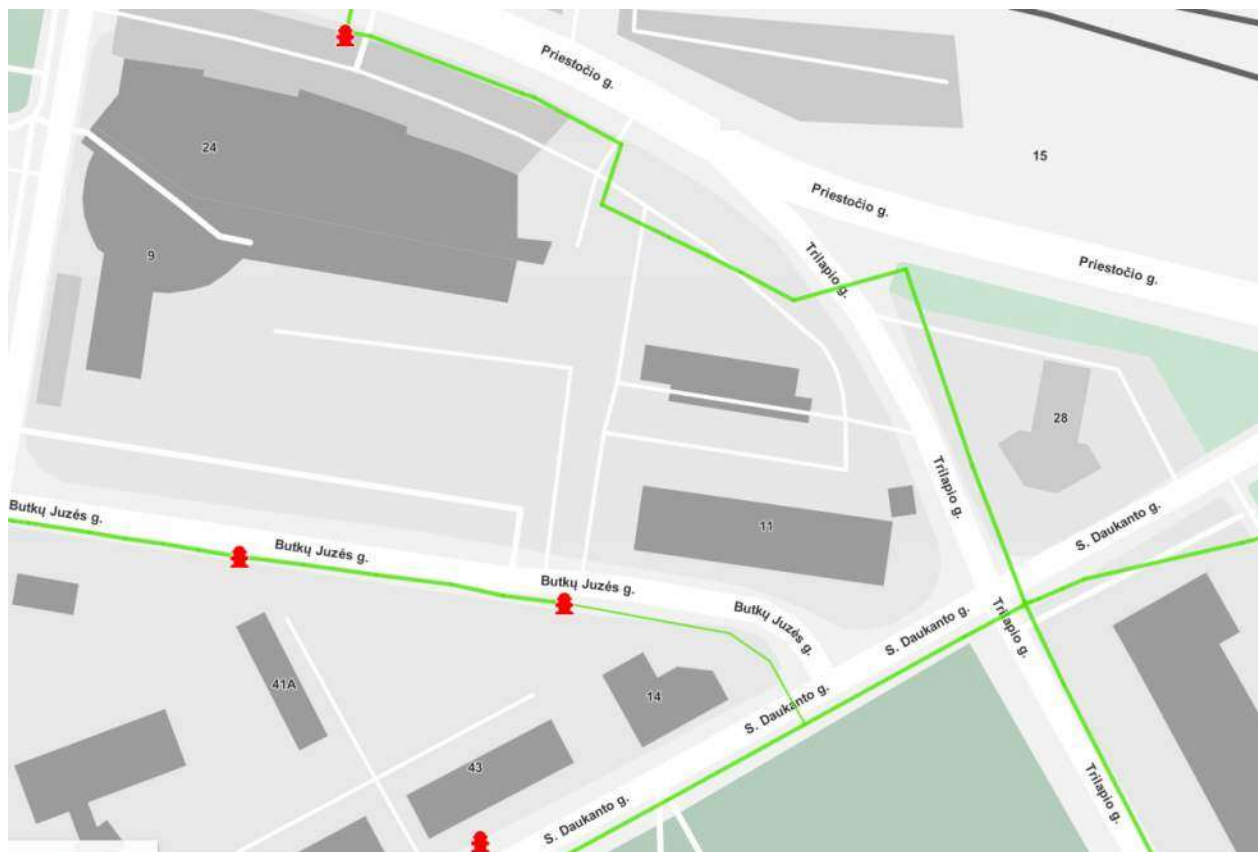 Priestočio g.
24
15
Priestočio g.
9
Trilapio g.
Priestočio g.
28
Butkų Juzės g.
Trilapio g.
11
S. Daukanto g.
Butkų Juzės g.
Butkų Juzės g.
Butkų Juzės g.
S. Daukanto g.
Trilapio g.
41A
14
S. Daukanto g.
43
Trilapio g.
S. Daukanto g.